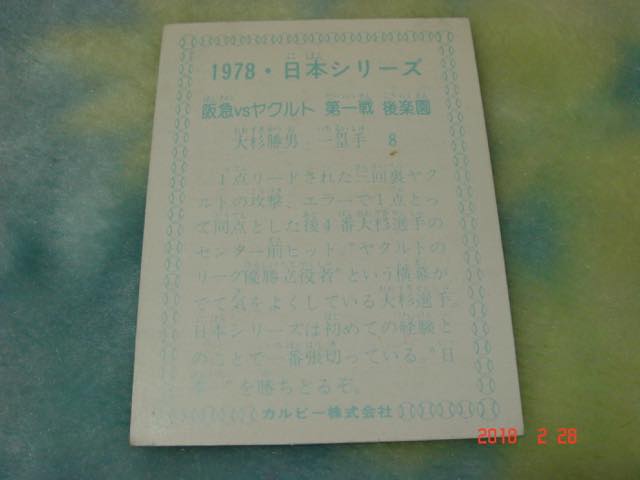 1978・日本シリーズ
阪急vsヤクルト 第一戦 後楽園
大杉勝男 一塁手 8
1点リードされた二回裏ヤク
ルトの攻撃、エラーで1点とっ
て同点とした後4番大杉選手の
センター前ヒット。"ヤクルトの
リーグ優勝立役者"という横幕が
でて気をよくしている大杉選手。
日本シリーズは初めての経験と
のことで一番張切っている。"日
本 "を勝ちとるぞ。
カルビー株式会社
2018 2 28